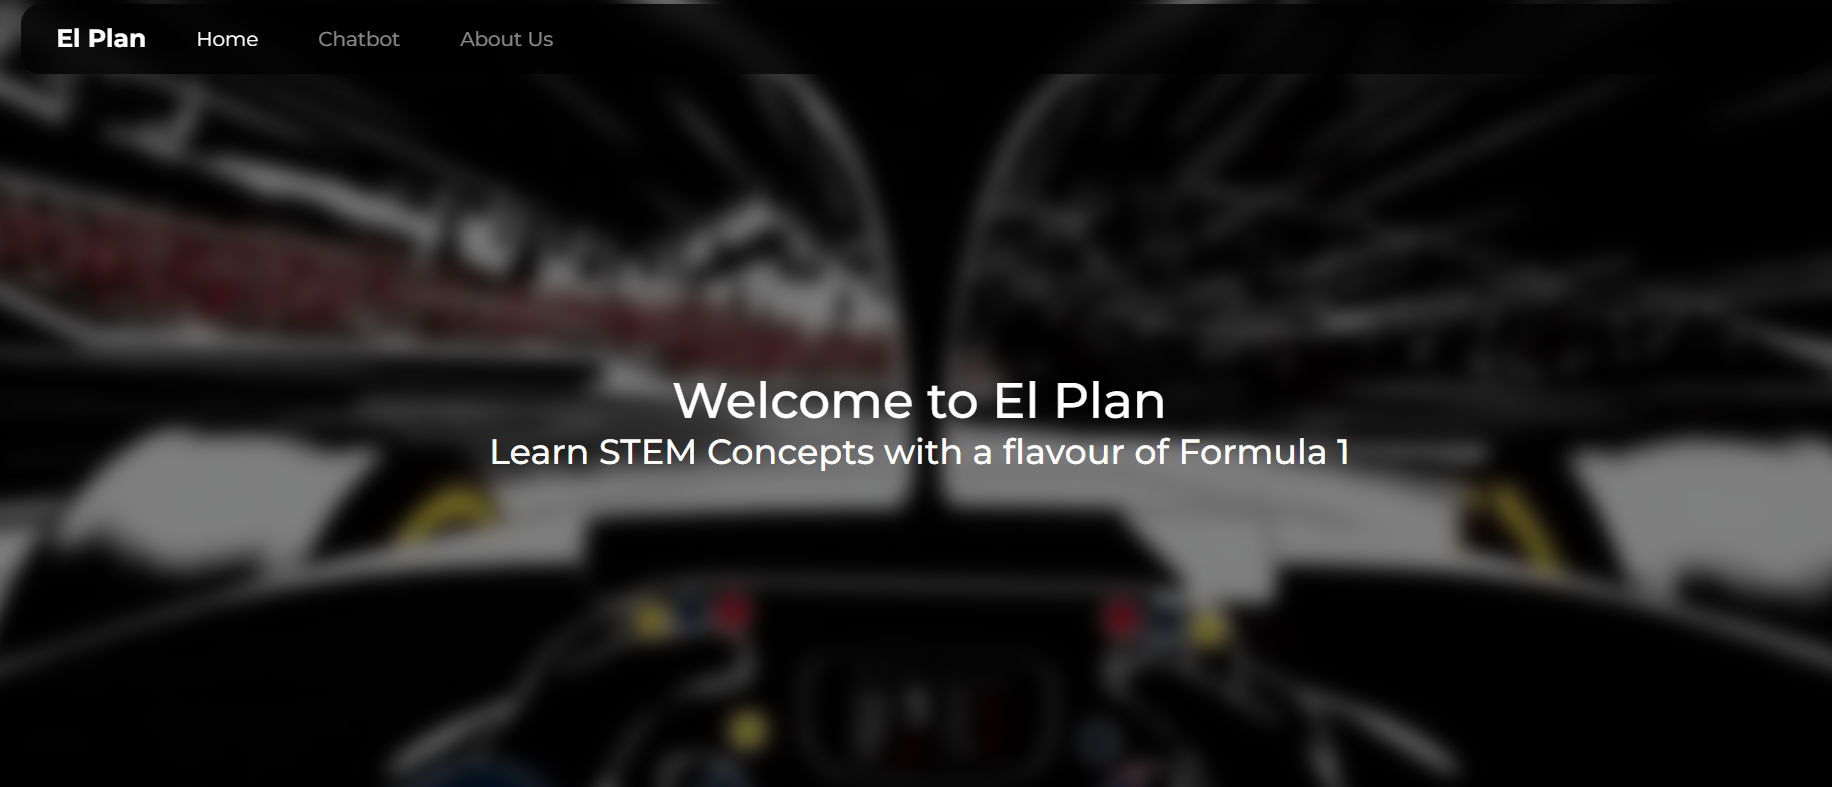 El Plan Home Chatbot About Us
Welcome to El Plan
Learn STEM Concepts with a flavour of Formula 1